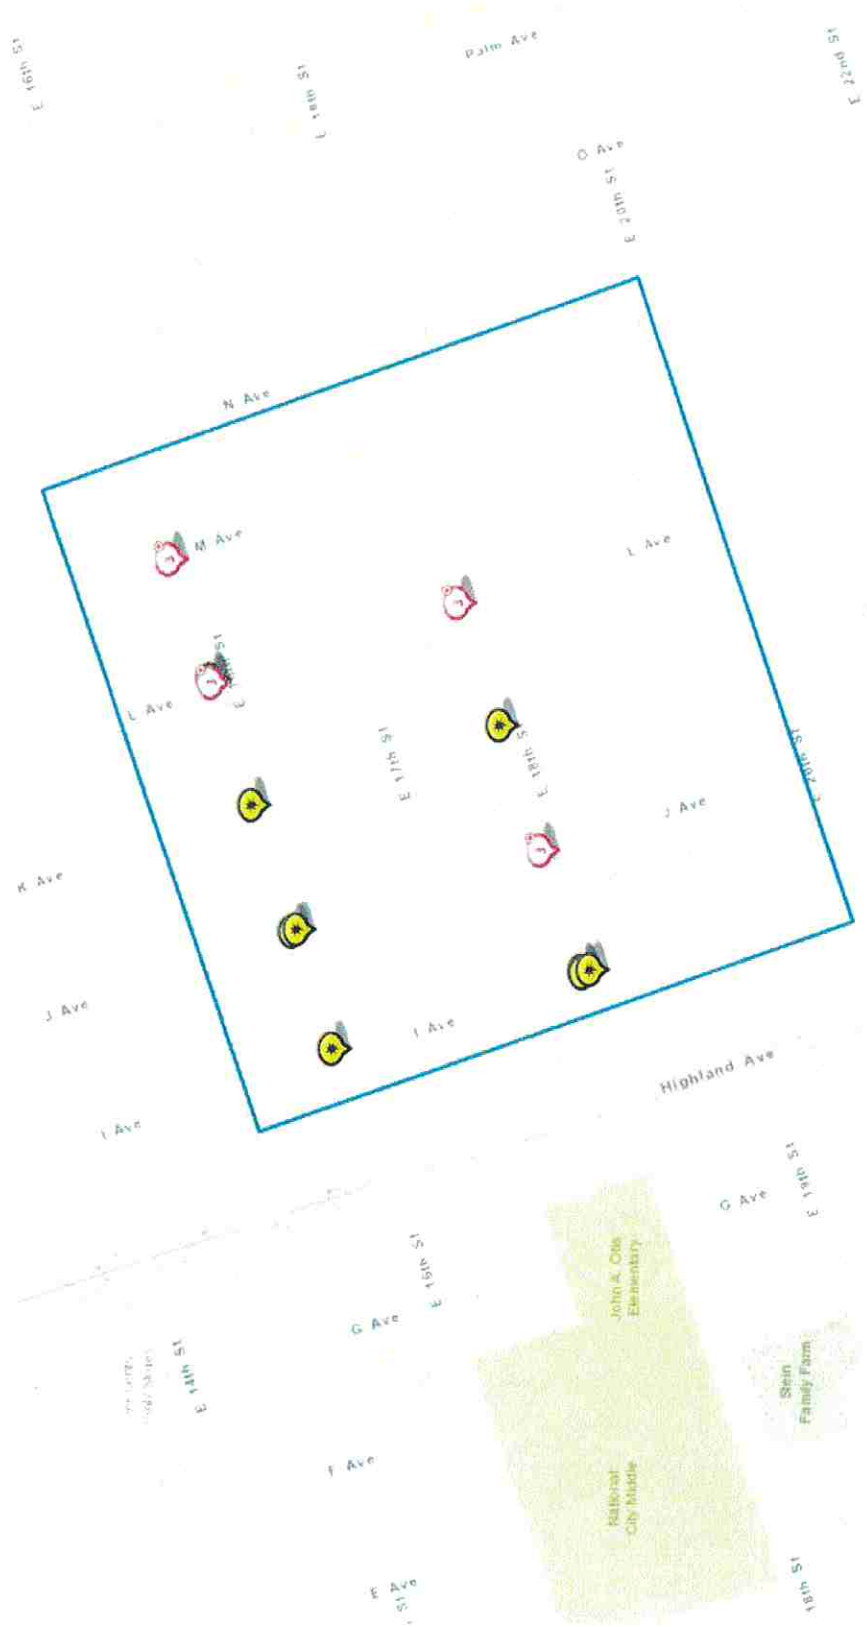 E 16th St
E 18th St
Palm Ave
E 22nd St
O Ave
E 20th St
N Ave
M Ave
L Ave
L Ave
E 17th St
E 18th St
E 20th St
J Ave
K Ave
J Ave
I Ave
I Ave
Highland Ave
E 19th St
G Ave
E 15th St
G Ave
John A. Otis
Elementary
E 14th St
Stein
Family Farm
F Ave
National
City Middle
E Ave
18th St